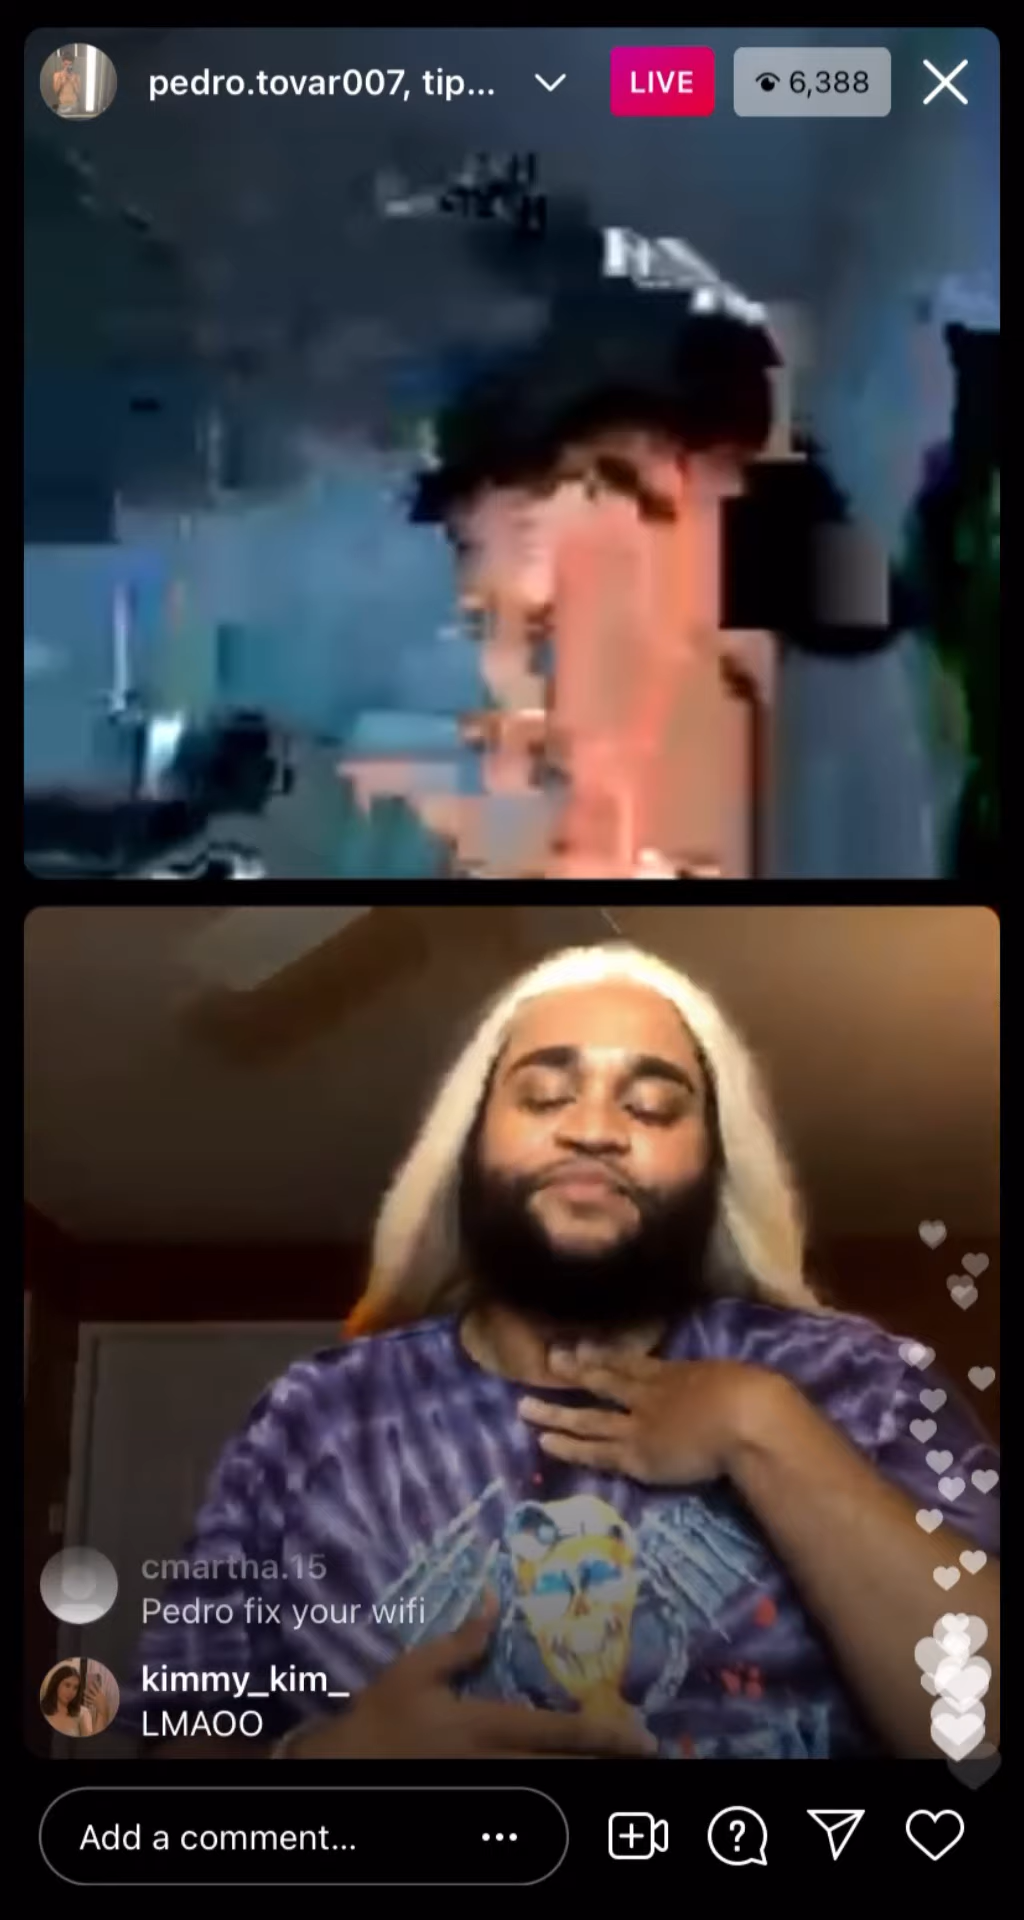 pedro.tovar007, tip...
LIVE
6,388
cmartha.15
Pedro fix your wifi
kimmy_kim_
LMAOO
Add a comment...